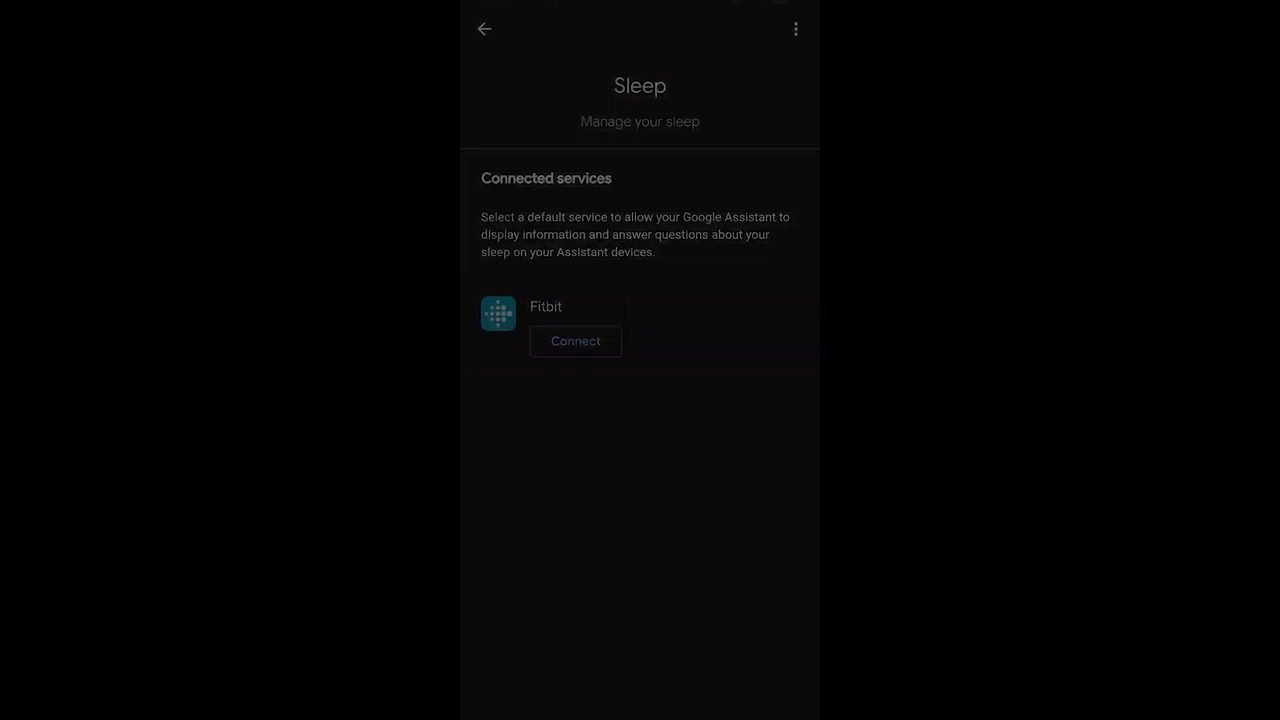 Sleep
Manage your sleep
Connected services
Select a default service to allow your Google Assistant to
display information and answer questions about your
sleep on your Assistant devices.
Fitbit
Connect